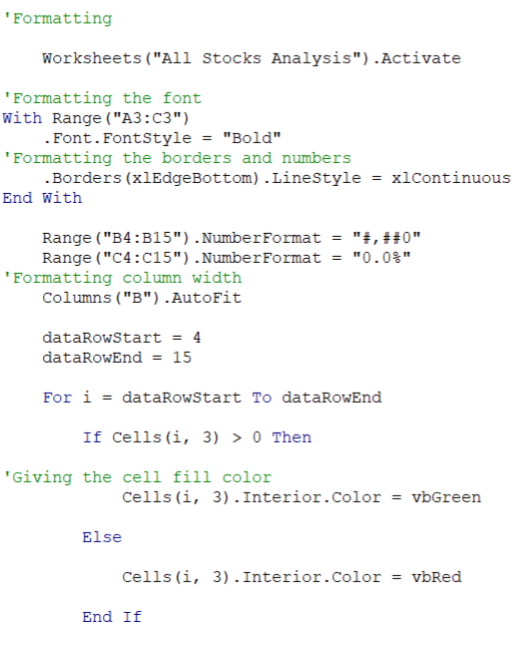 'Formatting
Worksheets("All Stocks Analysis").Activate
'Formatting the font
With Range("A3:C3")
.Font.FontStyle = "Bold"
'Formatting the borders and numbers
.Borders(xlEdgeBottom).LineStyle = xlContinuous
End With
Range("B4:B15").NumberFormat = "#,##0"
Range("C4:C15").NumberFormat = "0.0%"
'Formatting column width
Columns("B").AutoFit
dataRowStart = 4
dataRowEnd = 15
For i = dataRowStart To dataRowEnd
If Cells(i, 3) > 0 Then
'Giving the cell fill color
Cells(i, 3).Interior.Color = vbGreen
Else
Cells(i, 3).Interior.Color = vbRed
End If